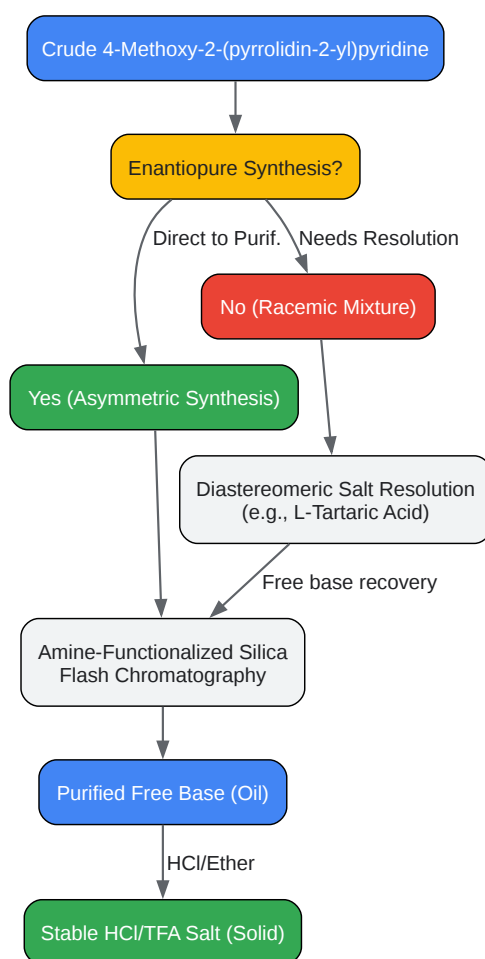 Crude 4-Methoxy-2-(pyrrolidin-2-yl)pyridine
Enantiopure Synthesis?
Direct to Purif.
Needs Resolution
No (Racemic Mixture)
Yes (Asymmetric Synthesis)
Diastereomeric Salt Resolution
(e.g., L-Tartaric Acid)
Free base recovery
Amine-Functionalized Silica
Flash Chromatography
Purified Free Base (Oil)
HCl/Ether
Stable HCl/TFA Salt (Solid)